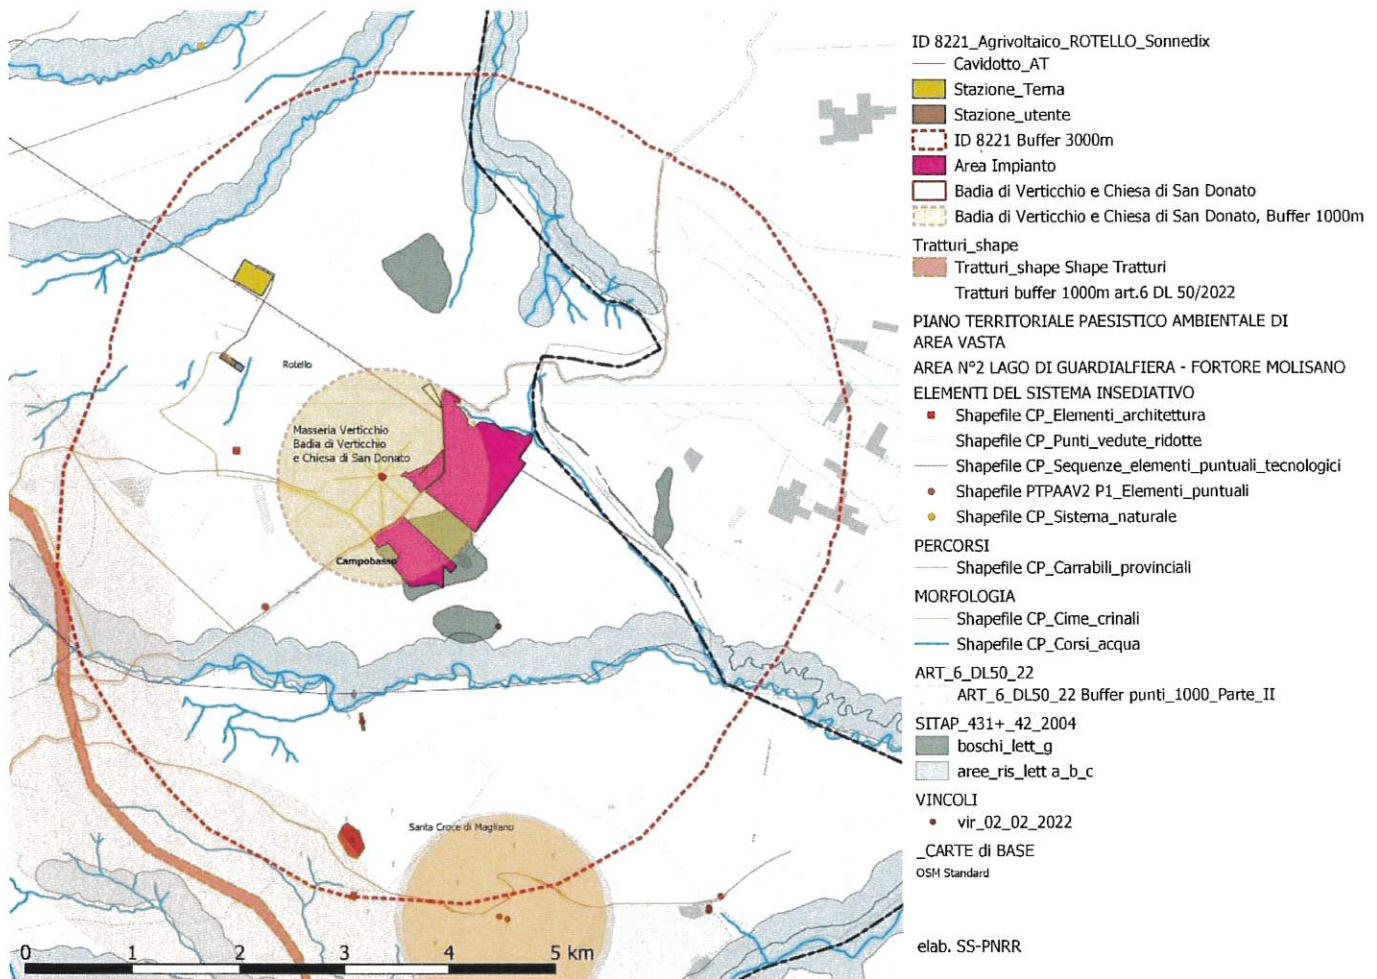 Rotello
Masseria Verticchio
Badia di Verticchio
e Chiesa di San Donato
Campobasso
Santa Croce di Magliano
0 1 2 3 4 5 km
ID 8221_Agrivoltaico_ROTELLO_Sonnedix
Cavidotto_AT
Stazione_Terna
Stazione_utente
ID 8221 Buffer 3000m
Area Impianto
Badia di Verticchio e Chiesa di San Donato
Badia di Verticchio e Chiesa di San Donato, Buffer 1000m
Tratturi_shape
Tratturi_shape Shape Tratturi
Tratturi buffer 1000m art.6 DL 50/2022
PIANO TERRITORIALE PAESISTICO AMBIENTALE DI
AREA VASTA
AREA N°2 LAGO DI GUARDIALFIERA - FORTORE MOLISANO
ELEMENTI DEL SISTEMA INSEDIATIVO
Shapefile CP_Elementi_architettura
Shapefile CP_Punti_vedute_ridotte
Shapefile CP_Sequenze_elementi_puntuali_tecnologici
Shapefile PTPAAV2 P1_Elementi_puntuali
Shapefile CP_Sistema_naturale
PERCORSI
Shapefile CP_Carrabili_provinciali
MORFOLOGIA
Shapefile CP_Cime_crinali
Shapefile CP_Corsi_acqua
ART_6_DL50_22
ART_6_DL50_22 Buffer punti_1000_Parte_II
SITAP_431+_42_2004
boschi_lett_g
aree_ris_lett a_b_c
VINCOLI
vir_02_02_2022
_CARTE di BASE
OSM Standard
elab. SS-PNRR